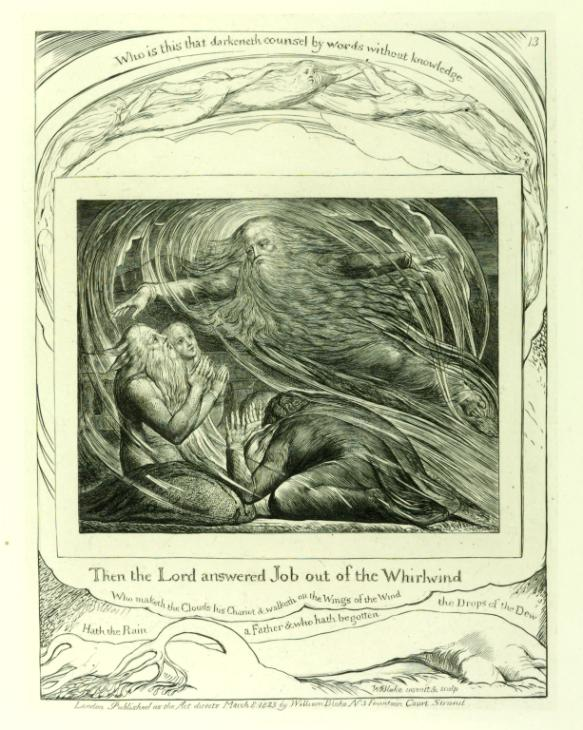 13
Who is this that darkeneth counsel by words without knowledge
Then the Lord answered Job out of the Whirlwind
Who maketh the Clouds his Chariot & walketh on the Wings of the Wind
Hath the Rain a Father & who hath begotten the Drops of the Dew
WBlake invenit & sculp
London Published as the Act directs March 8: 1825 by William Blake No 3 Fountain Court Strand